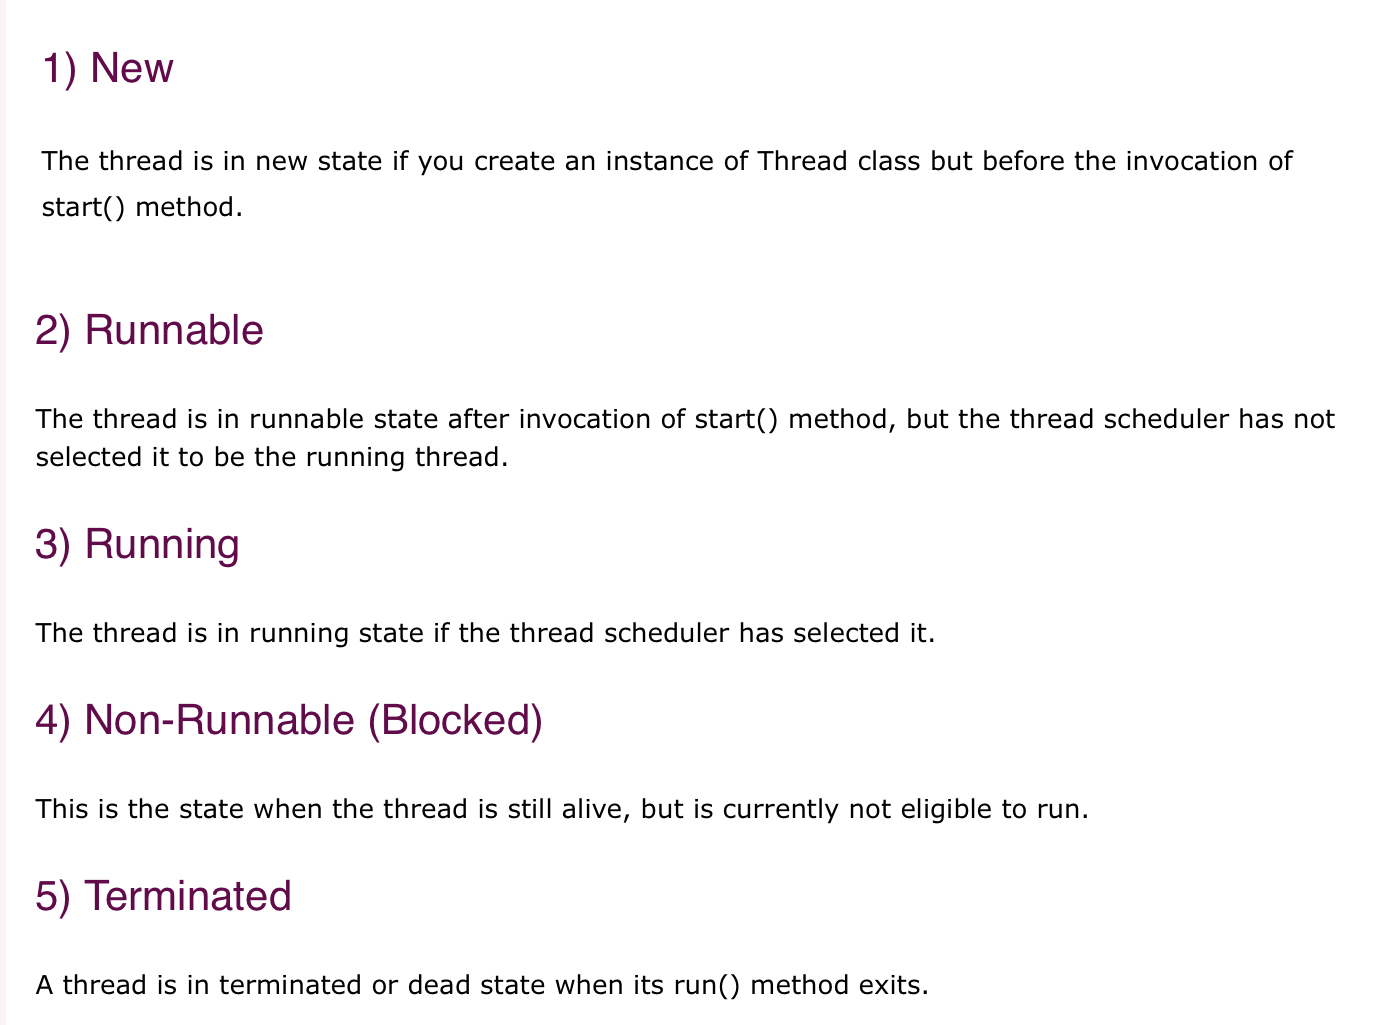 1) New
The thread is in new state if you create an instance of Thread class but before the invocation of
start() method.
2) Runnable
The thread is in runnable state after invocation of start() method, but the thread scheduler has not
selected it to be the running thread.
3) Running
The thread is in running state if the thread scheduler has selected it.
4) Non-Runnable (Blocked)
This is the state when the thread is still alive, but is currently not eligible to run.
5) Terminated
A thread is in terminated or dead state when its run() method exits.